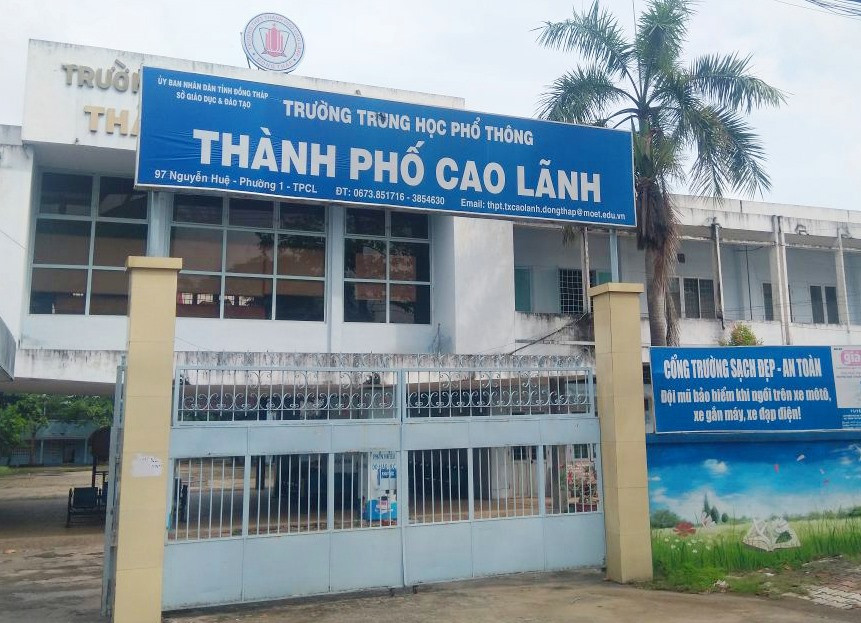 TRƯỜN
THÀ
ỦY BAN NHÂN DÂN TỈNH ĐỒNG THÁP
SỞ GIÁO DỤC & ĐÀO TẠO
TRƯỜNG TRUNG HỌC PHỔ THÔNG
THÀNH PHỐ CAO LÃNH
97 Nguyễn Huệ - Phường 1 - TPCL ĐT: 0673.851716 - 3854630 Email: thpt.txcaolanh.dongthap@moet.edu.vn
CỔNG TRƯỜNG SẠCH ĐẸP - AN TOÀN
Đội mũ bảo hiểm khi ngồi trên xe môtô,
xe gắn máy, xe đạp điện!